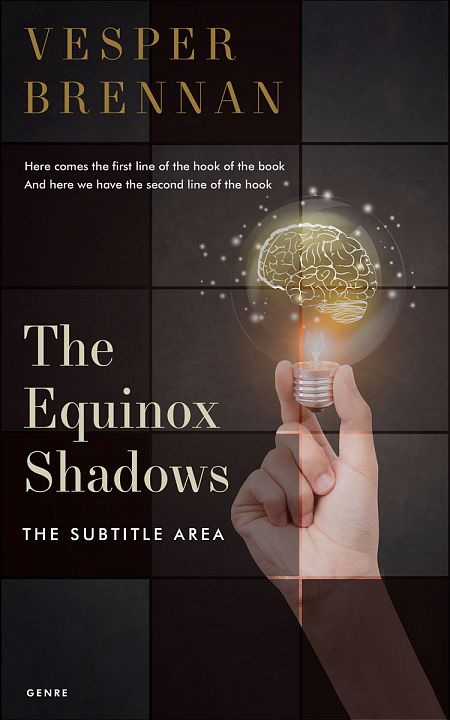 VESPER
BRENNAN
Here comes the first line of the hook of the book
And here we have the second line of the hook
The
Equinox
Shadows
THE SUBTITLE AREA
GENRE